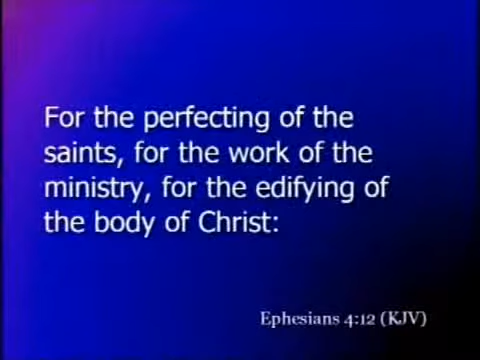 For the perfecting of the
saints, for the work of the
ministry, for the edifying of
the body of Christ:
Ephesians 4:12 (KJV)